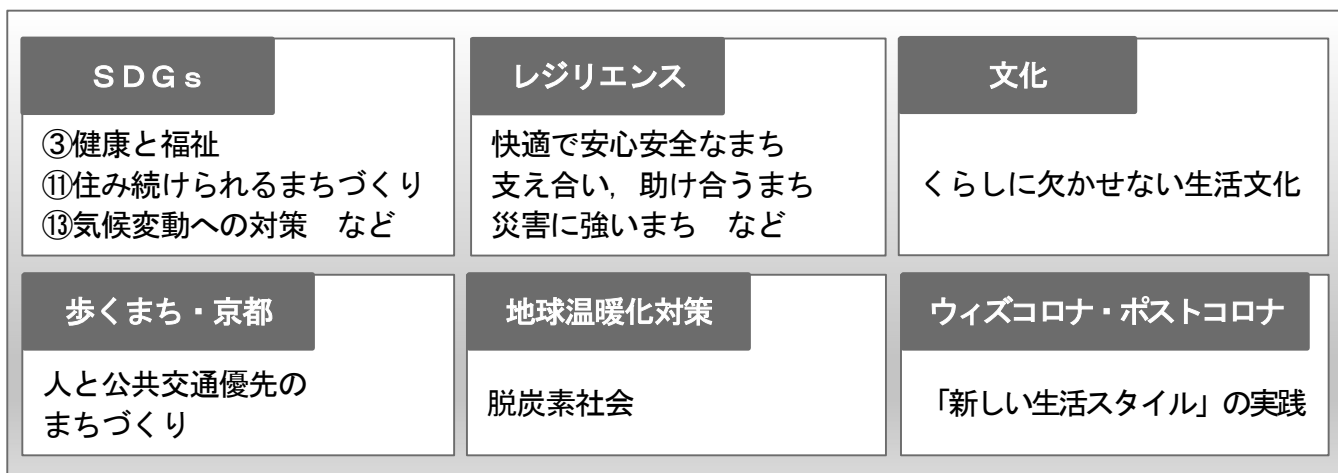 ＳＤＧｓ
③健康と福祉
⑪住み続けられるまちづくり
⑬気候変動への対策　など
レジリエンス
快適で安心安全なまち
支え合い，助け合うまち
災害に強いまち　など
文化
くらしに欠かせない生活文化
歩くまち・京都
人と公共交通優先の
まちづくり
地球温暖化対策
脱炭素社会
ウィズコロナ・ポストコロナ
「新しい生活スタイル」の実践